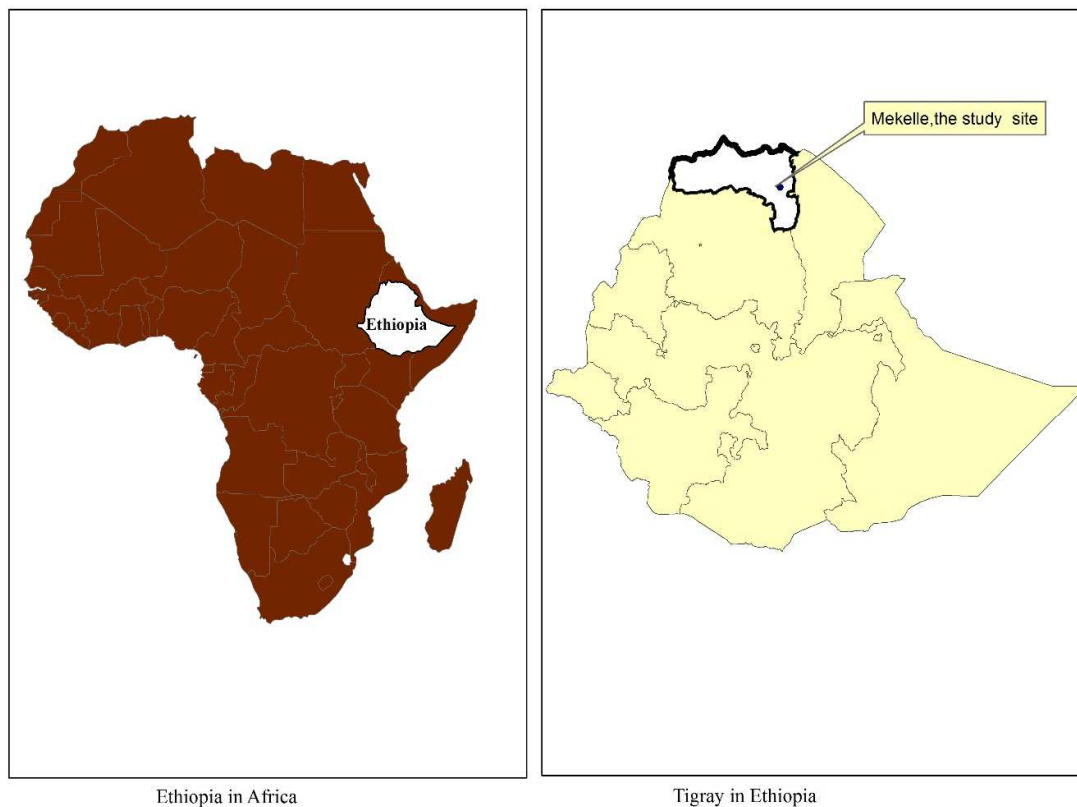 Ethiopia
Mekelle,the study site
Ethiopia in Africa
Tigray in Ethiopia